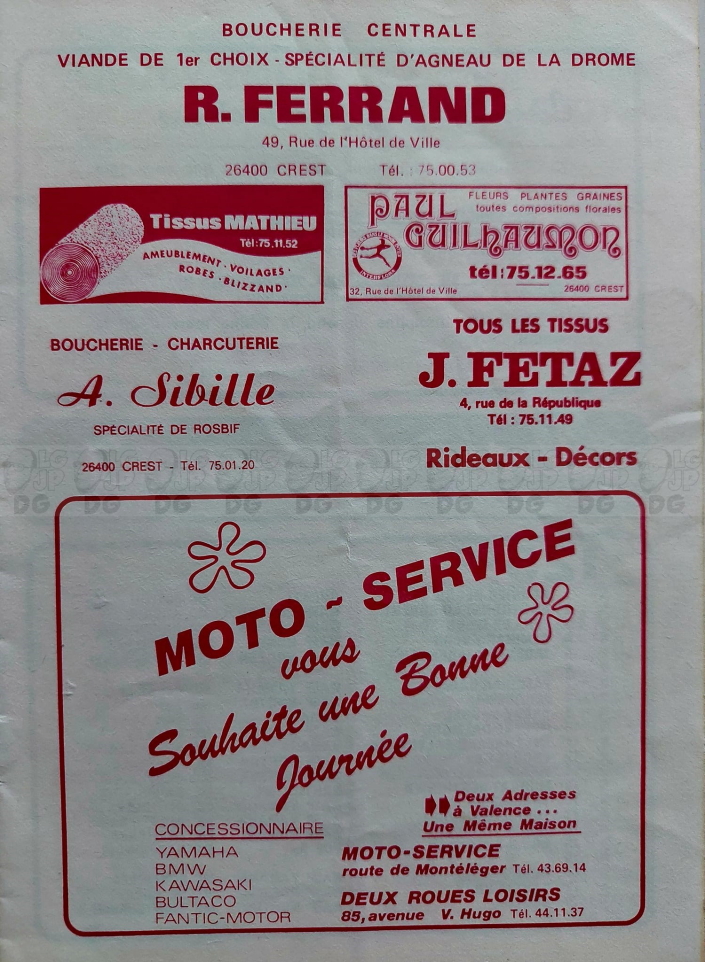 BOUCHERIE CENTRALE
VIANDE DE 1er CHOIX - SPÉCIALITÉ D'AGNEAU DE LA DROME
R. FERRAND
49, Rue de l'Hôtel de Ville
26400 CREST Tél. : 75.00.53
Tissus MATHIEU
Tél: 75.11.52
AMEUBLEMENT · VOILAGES ·
ROBES · BLIZZAND ·
FLEURS PLANTES GRAINES
toutes compositions florales
PAUL
GUILHAUMON
INTERFLORA
tél: 75.12.65
32, Rue de l'Hôtel de Ville 26400 CREST
BOUCHERIE - CHARCUTERIE
A. Sibille
SPÉCIALITÉ DE ROSBIF
26400 CREST - Tél. 75.01.20
TOUS LES TISSUS
J. FETAZ
4, rue de la République
Tél : 75.11.49
Rideaux - Décors
MOTO ~ SERVICE
vous
Souhaite une Bonne
Journée
Deux Adresses
à Valence ...
Une Même Maison
CONCESSIONNAIRE
YAMAHA
BMW
KAWASAKI
BULTACO
FANTIC-MOTOR
MOTO-SERVICE
route de Montéléger Tél. 43.69.14
DEUX ROUES LOISIRS
85, avenue V. Hugo Tél. 44.11.37